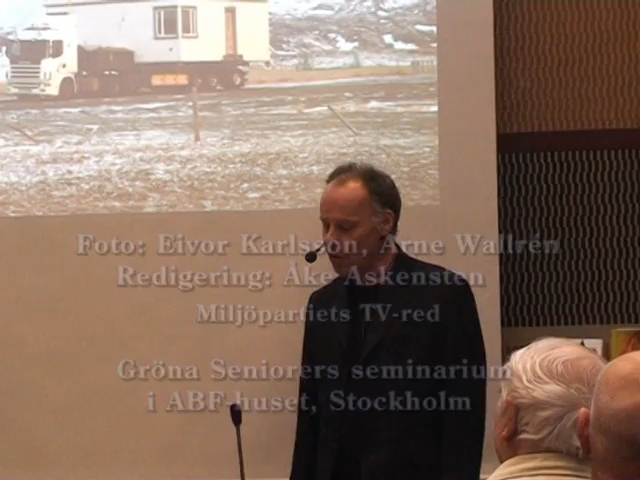 Foto: Eivor Karlsson, Arne Wallrén
Redigering: Åke Askensten
Miljöpartiets TV-red
Gröna Seniorers seminarium
i ABF-huset, Stockholm